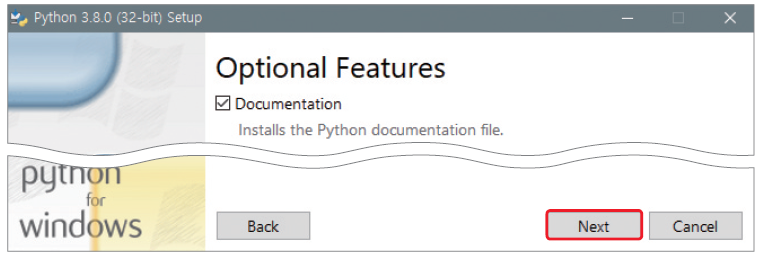 Python 3.8.0 (32-bit) Setup
Optional Features
Documentation
Installs the Python documentation file.
python
for
windows
Back
Next
Cancel